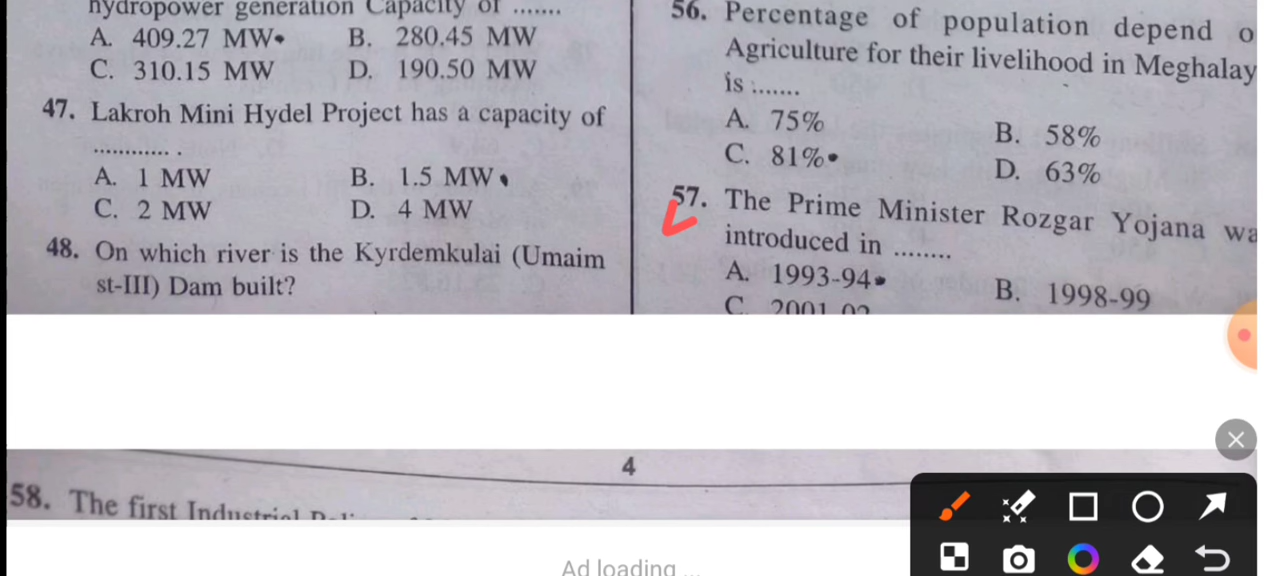 hydropower generation Capacity of .......
A. 409.27 MW• B. 280.45 MW
C. 310.15 MW D. 190.50 MW
47. Lakroh Mini Hydel Project has a capacity of
............ .
A. 1 MW B. 1.5 MW
C. 2 MW D. 4 MW
48. On which river is the Kyrdemkulai (Umaim
st-III) Dam built?
56. Percentage of population depend o
Agriculture for their livelihood in Meghalay
is .......
A. 75% B. 58%
C. 81%• D. 63%
57. The Prime Minister Rozgar Yojana wa
introduced in ........
A. 1993-94• B. 1998-99
C. 2001-02
4
58. The first Industrial
Ad loading ...